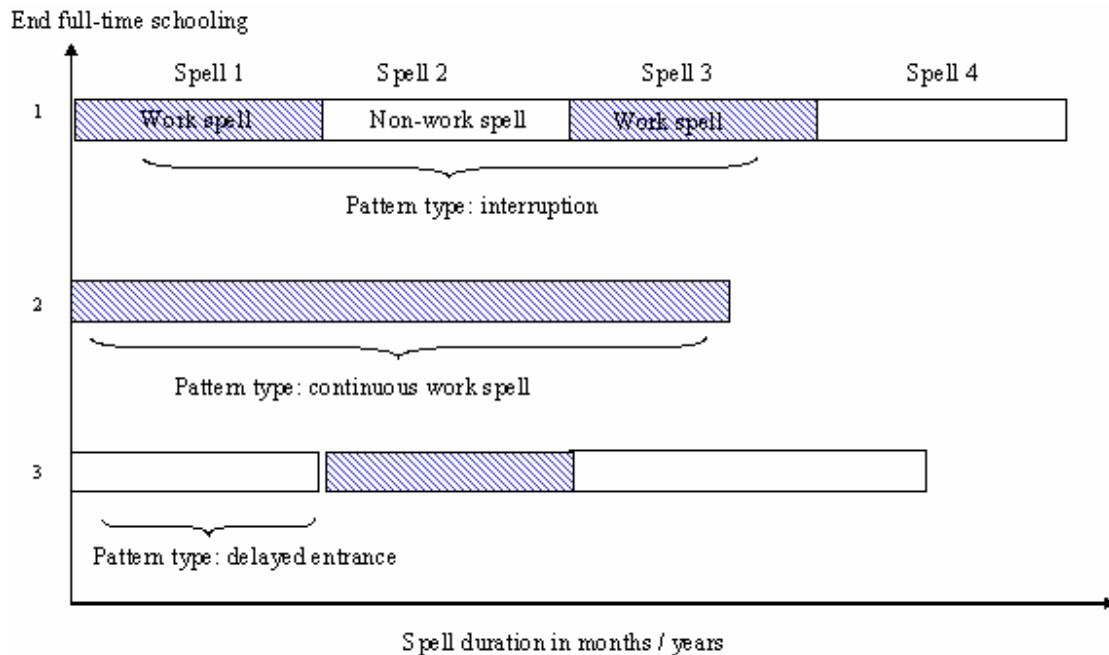 End full-time schooling
Spell 1 Spell 2 Spell 3 Spell 4
1 Work spell Non-work spell Work spell
Pattern type: interruption
2
Pattern type: continuous work spell
3
Pattern type: delayed entrance
Spell duration in months / years